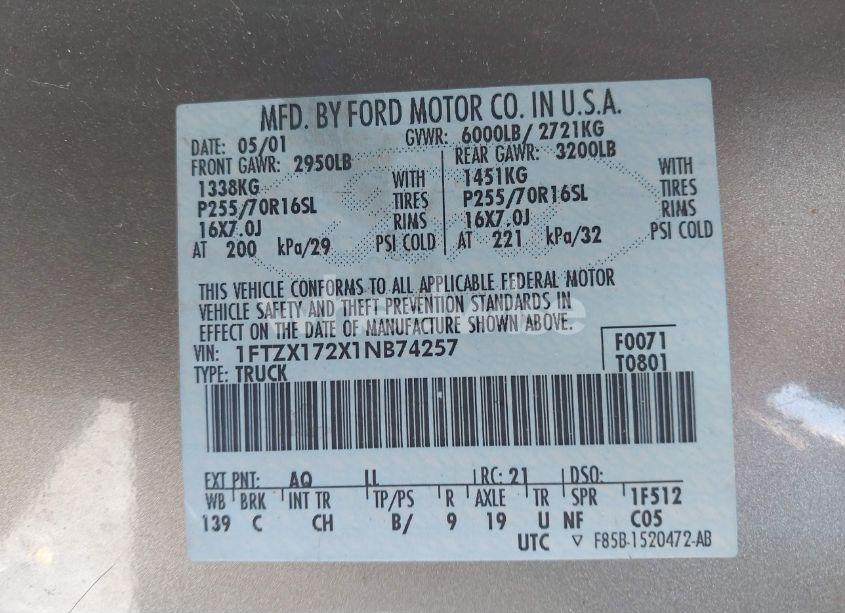 MFD. BY FORD MOTOR CO. IN U.S.A.
DATE: 05/01 GVWR: 6000LB/ 2721KG
FRONT GAWR: 2950LB REAR GAWR: 3200LB
1338KG WITH 1451KG WITH
P255/70R16SL TIRES P255/70R16SL TIRES
16X7.0J RIMS 16X7.0J RIMS
AT 200 kPa/29 PSI COLD AT 221 kPa/32 PSI COLD
THIS VEHICLE CONFORMS TO ALL APPLICABLE FEDERAL MOTOR
VEHICLE SAFETY AND THEFT PREVENTION STANDARDS IN
EFFECT ON THE DATE OF MANUFACTURE SHOWN ABOVE.
VIN: 1FTZX172X1NB74257 F0071
TYPE: TRUCK T0801
EXT PNT: AQ LL RC: 21 DSO:
WB BRK INT TR TP/PS R AXLE TR SPR 1F512
139 C CH B/ 9 19 U NF C05
UTC ▽ F85B-1520472-AB